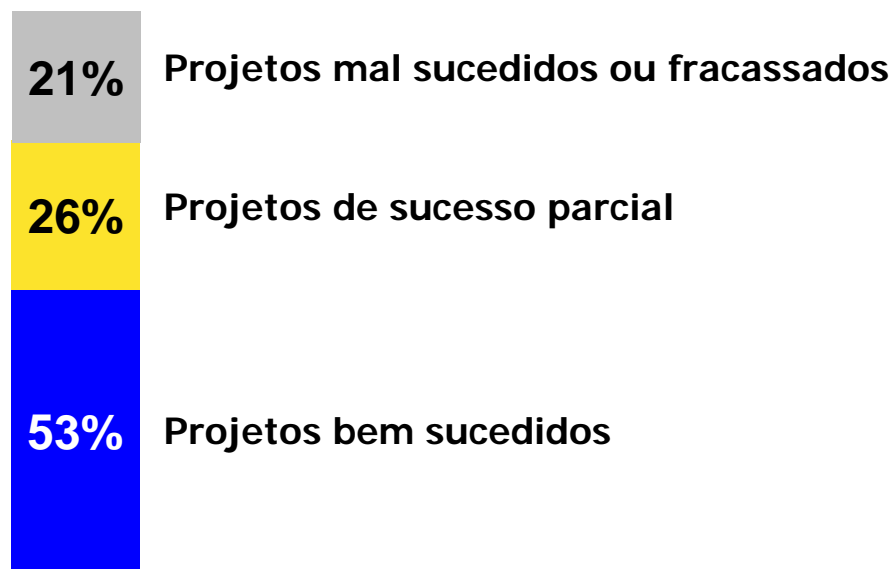 21% Projetos mal sucedidos ou fracassados
26% Projetos de sucesso parcial
53% Projetos bem sucedidos